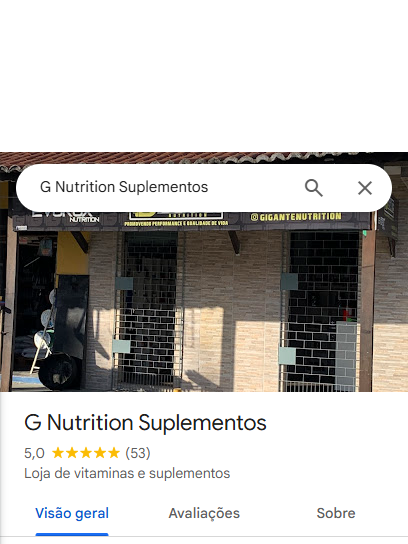 G Nutrition Suplementos
NUTRITION
NUTRITION
PROMOVENDO PERFORMANCE E QUALIDADE DE VIDA
@GIGANTENUTRITION
G Nutrition Suplementos
5,0 ★★★★★ (53)
Loja de vitaminas e suplementos
Visão geral Avaliações Sobre